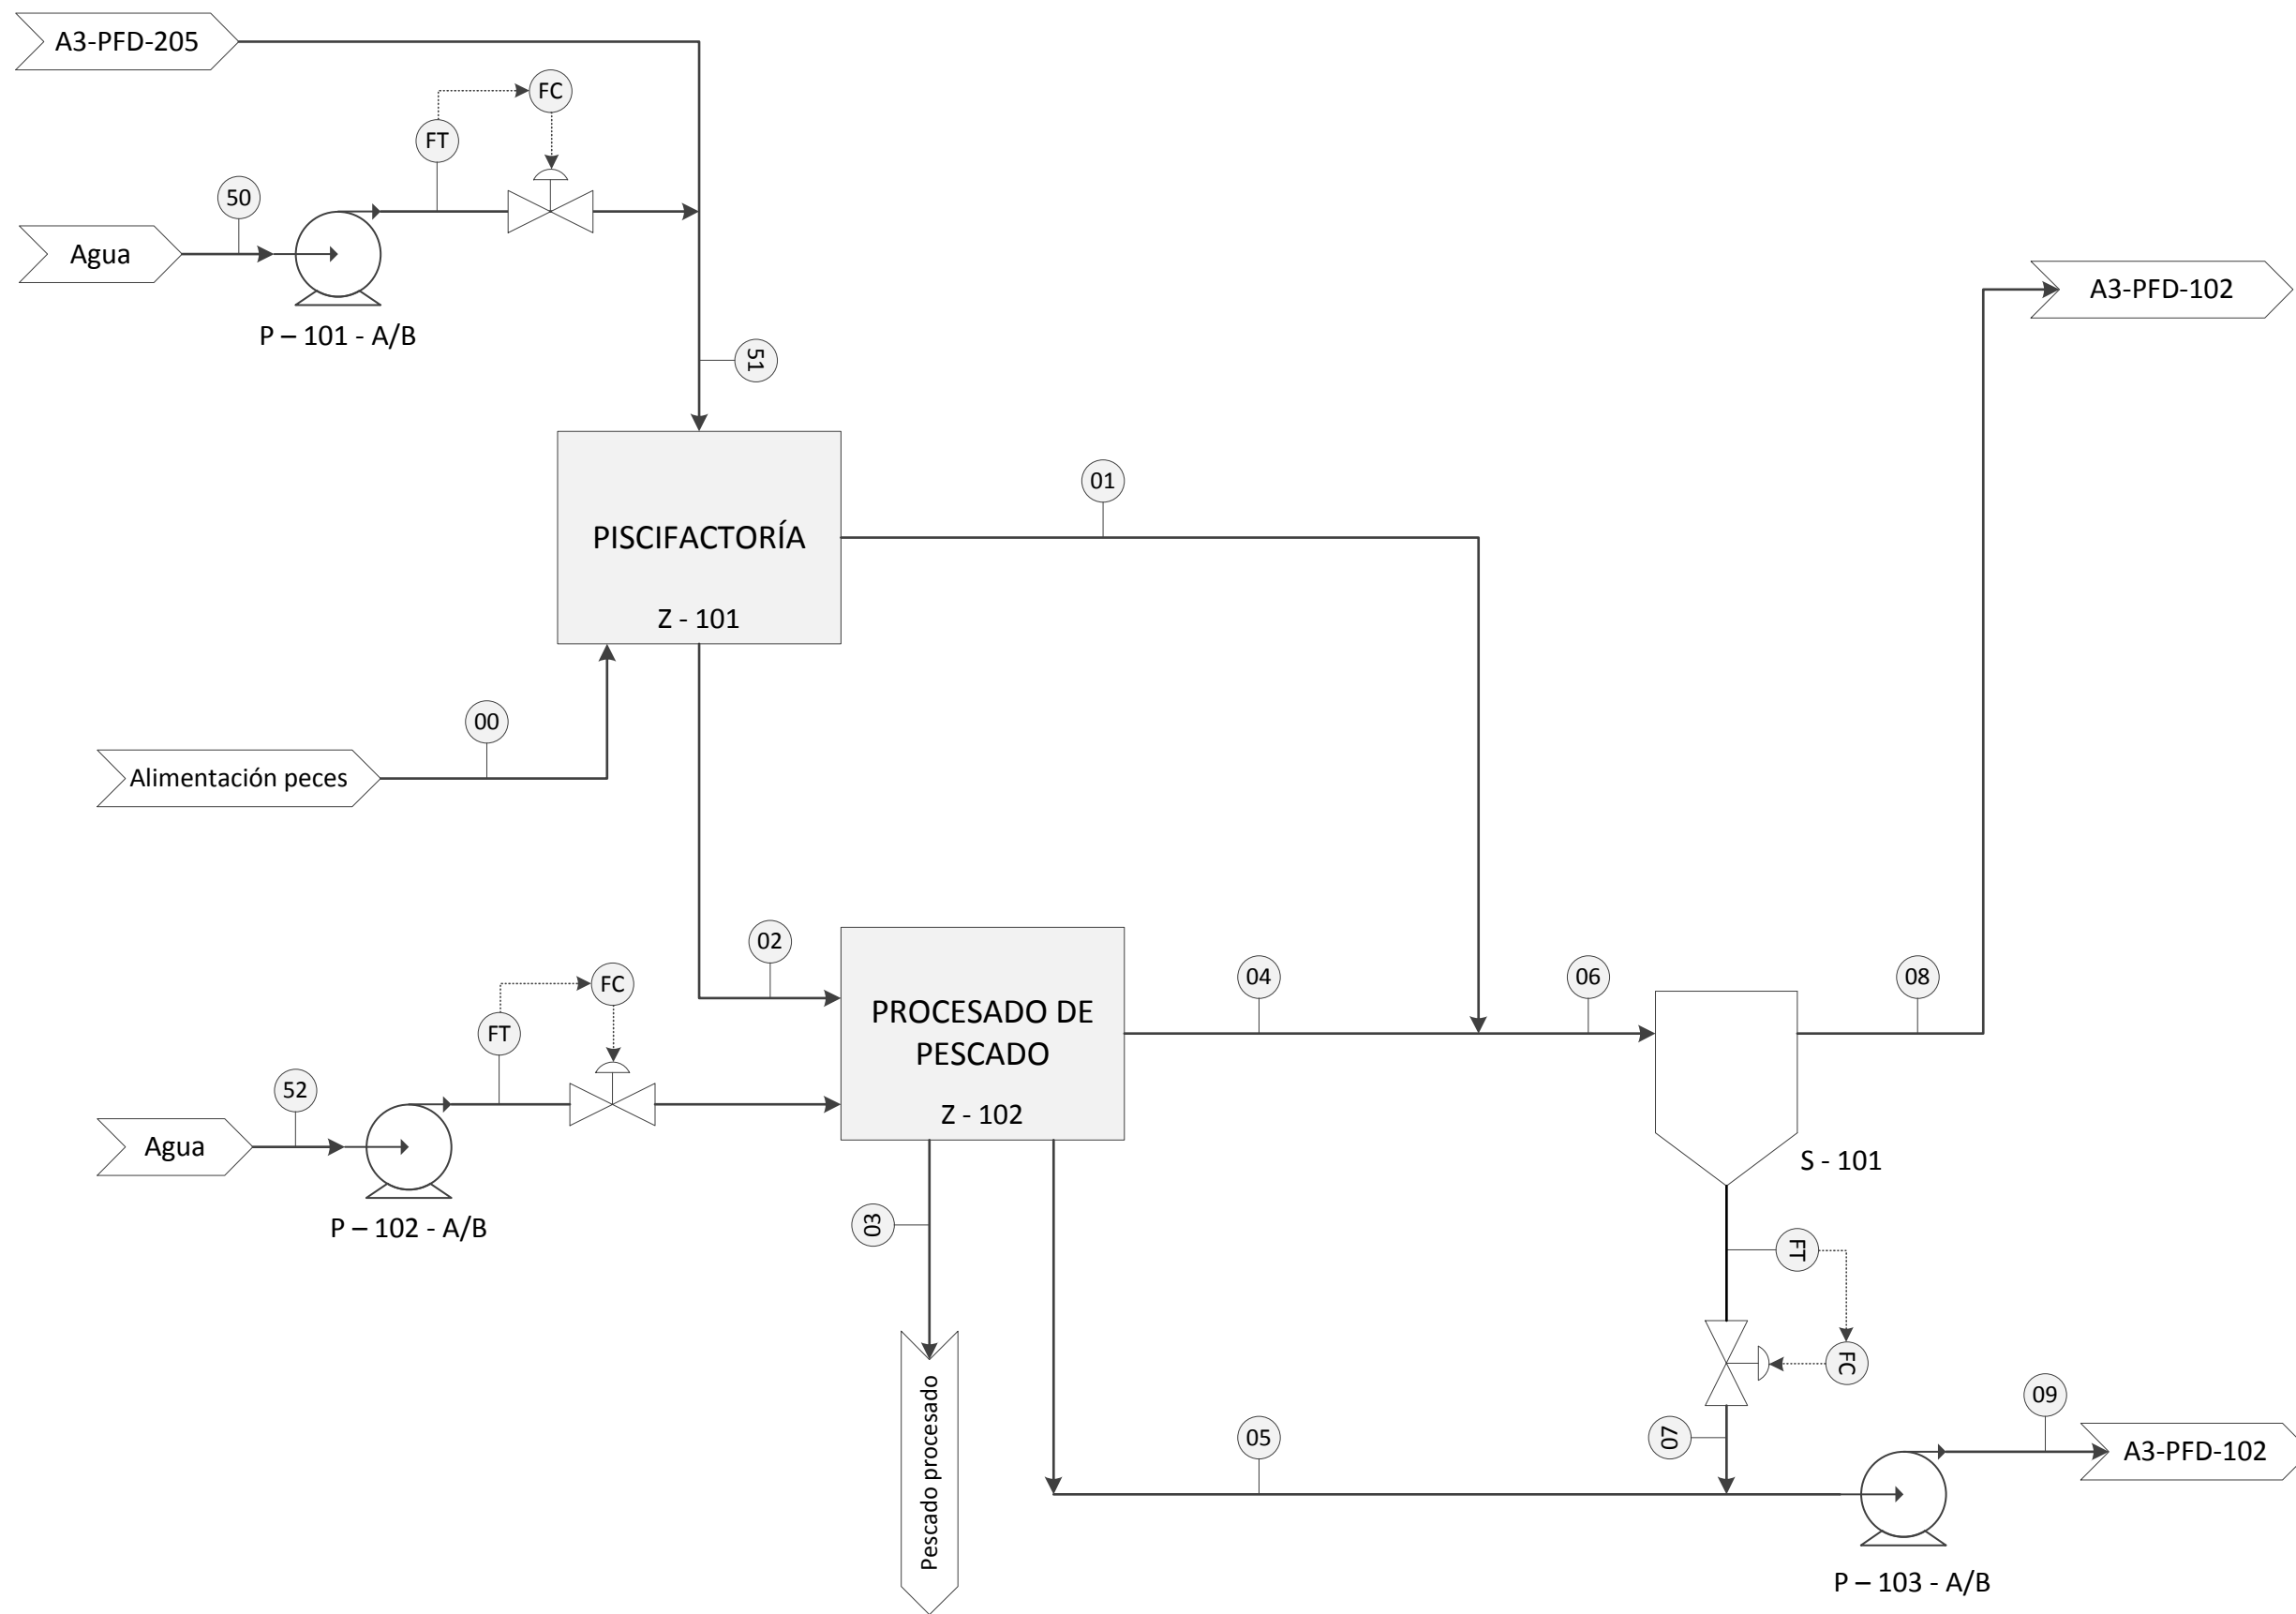 A3-PFD-205
FC
FT
50
Agua
P – 101 - A/B
A3-PFD-102
51
PISCIFACTORÍA
Z - 101
01
00
Alimentación peces
02
04
06
08
FC
FT
PROCESADO DE
PESCADO
Z - 102
52
Agua
P – 102 - A/B
S - 101
03
FT
FC
Pescado procesado
05
07
09
A3-PFD-102
P – 103 - A/B